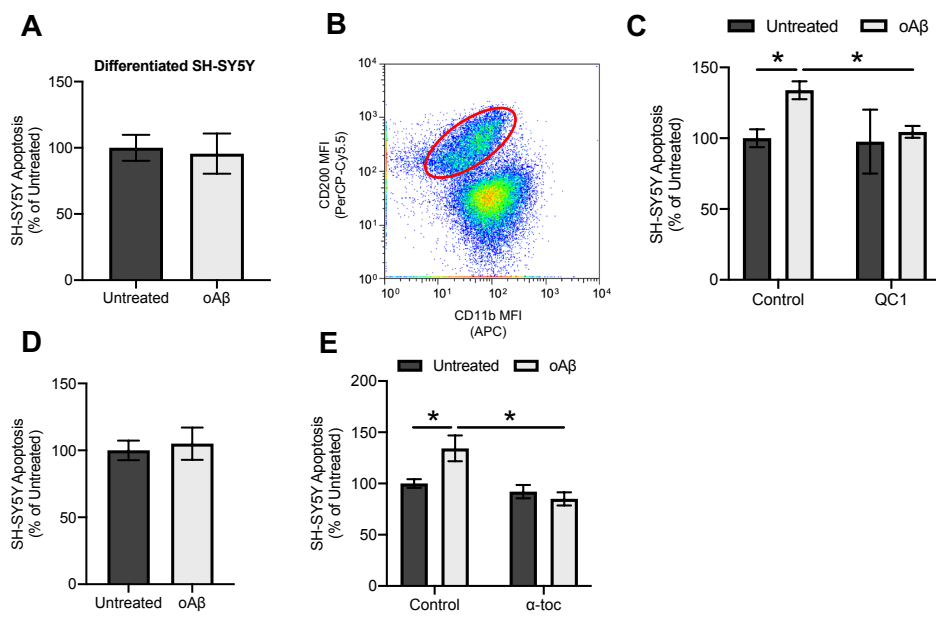 A
Differentiated SH-SY5Y
SH-SY5Y Apoptosis
(% of Untreated)
150
100
50
0
Untreated
oAβ
B
CD200 MFI
(PerCP-Cy5.5)
10⁴
10³
10²
10¹
10⁰
10⁰
10¹
10²
10³
10⁴
CD11b MFI
(APC)
C
Untreated
oAβ
SH-SY5Y Apoptosis
(% of Untreated)
150
100
50
0
*
*
Control
QC1
D
SH-SY5Y Apoptosis
(% of Untreated)
150
100
50
0
Untreated
oAβ
E
Untreated
oAβ
SH-SY5Y Apoptosis
(% of Untreated)
200
150
100
50
0
*
*
Control
α-toc